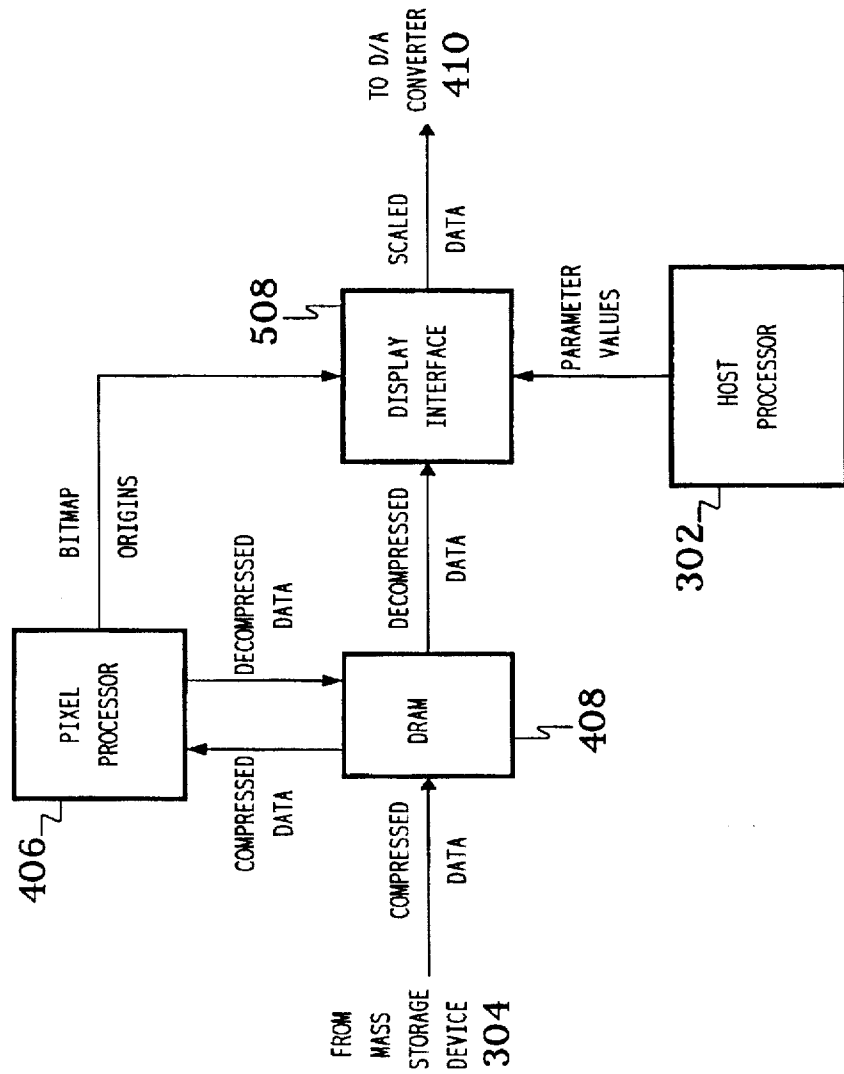 406
PIXEL
PROCESSOR
BITMAP
ORIGINS
COMPRESSED
DATA
DECOMPRESSED
DATA
FROM
MASS
STORAGE
DEVICE
304
COMPRESSED
DATA
DRAM
408
DECOMPRESSED
DATA
508
DISPLAY
INTERFACE
SCALED
DATA
TO D/A
CONVERTER
410
PARAMETER
VALUES
302
HOST
PROCESSOR